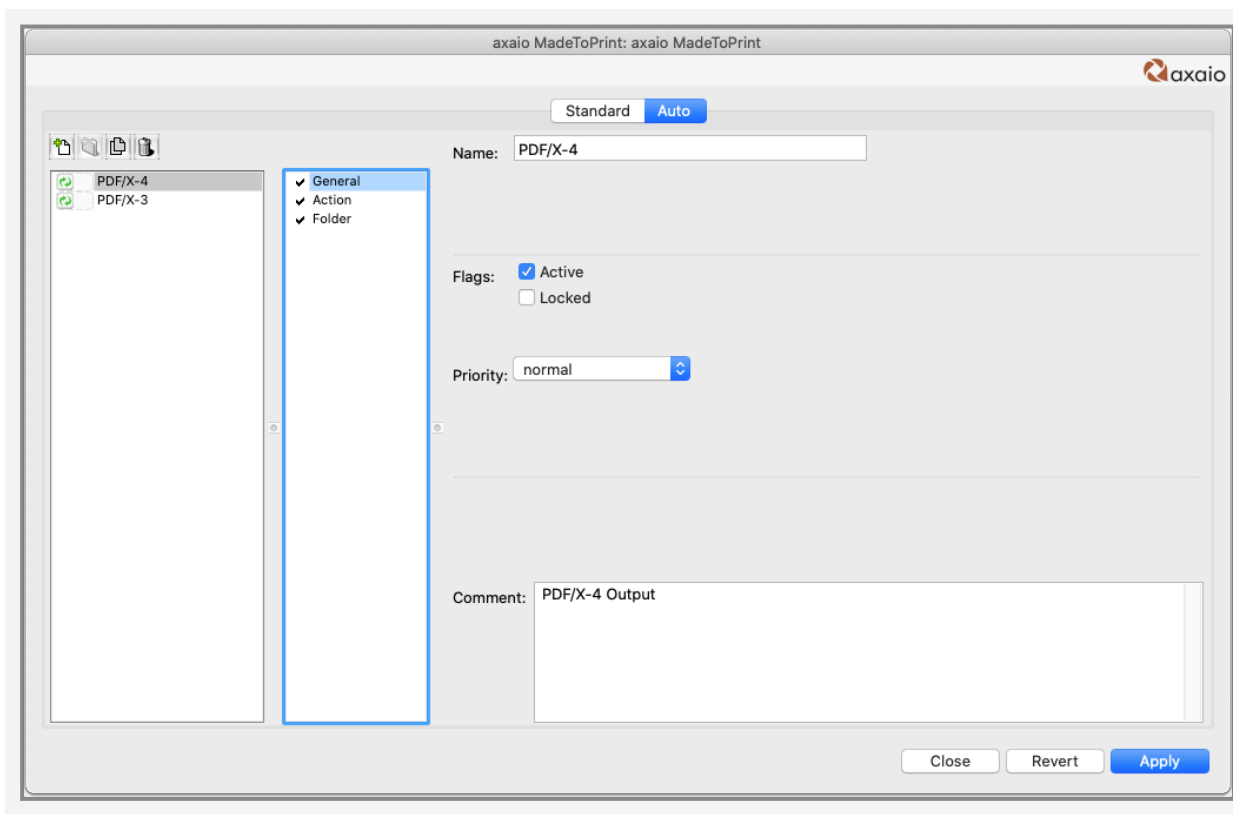 axaio MadeToPrint: axaio MadeToPrint
axaio
Standard Auto
Name: PDF/X-4
PDF/X-4
PDF/X-3
General
Action
Folder
Flags: Active
Locked
Priority: normal
Comment: PDF/X-4 Output
Close Revert Apply